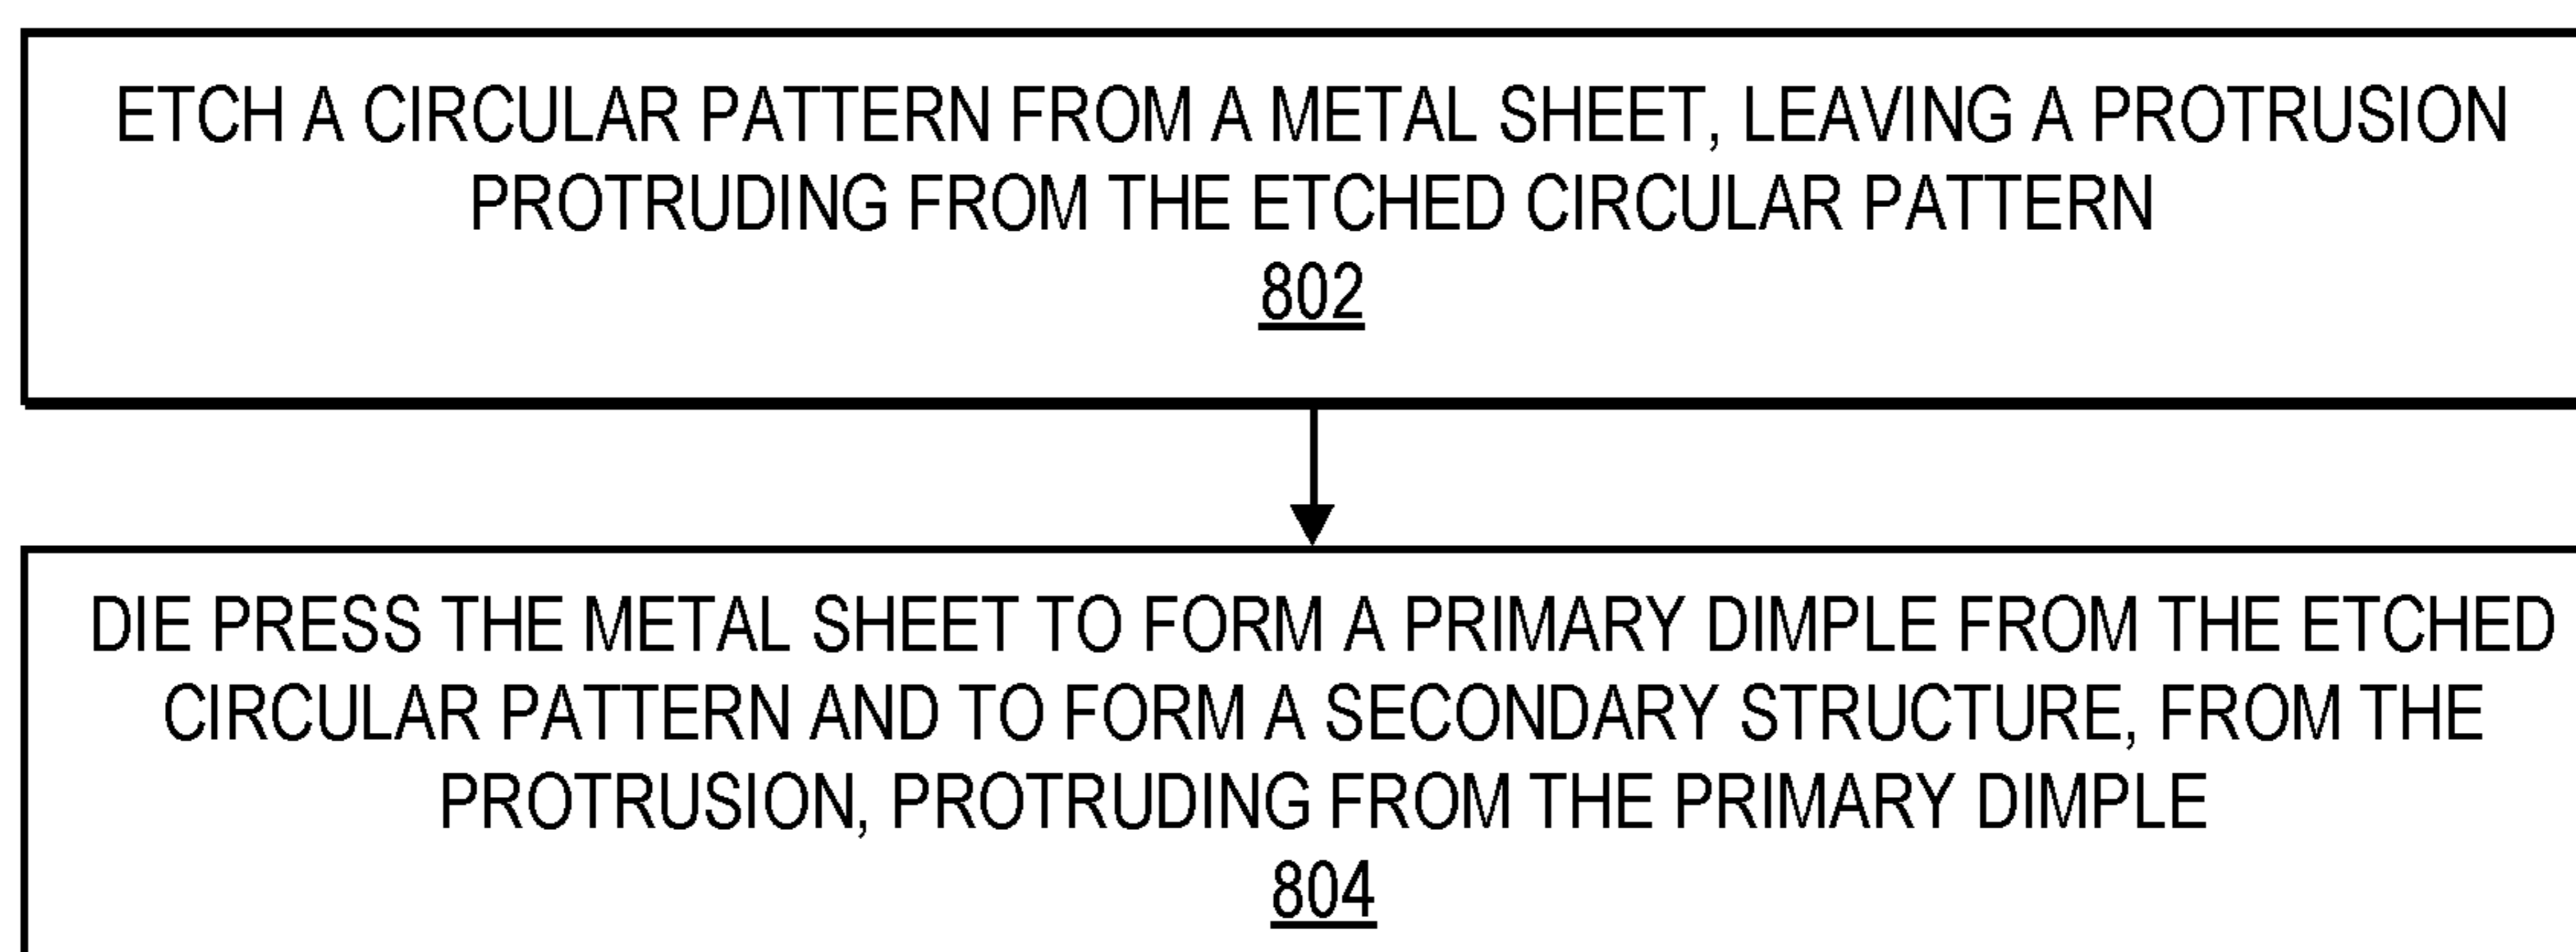 ETCH A CIRCULAR PATTERN FROM A METAL SHEET, LEAVING A PROTRUSION
PROTRUDING FROM THE ETCHED CIRCULAR PATTERN
802
DIE PRESS THE METAL SHEET TO FORM A PRIMARY DIMPLE FROM THE ETCHED
CIRCULAR PATTERN AND TO FORM A SECONDARY STRUCTURE, FROM THE
PROTRUSION, PROTRUDING FROM THE PRIMARY DIMPLE
804